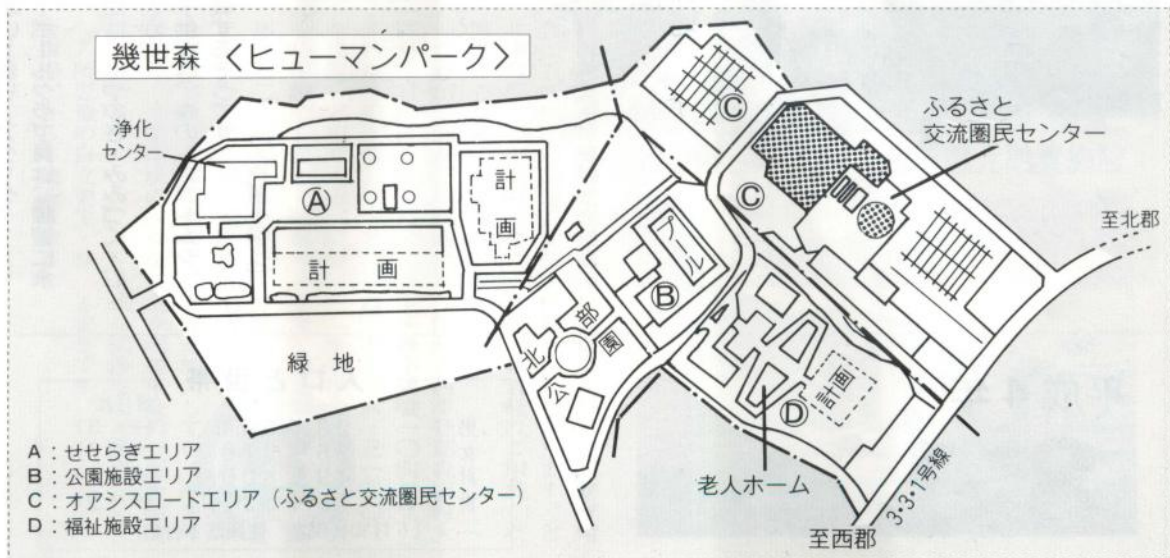 幾世森 〈ヒューマンパーク〉
浄化
センター
ふるさと
交流圏民センター
至北郡
Ⓒ
Ⓒ
Ⓐ
計画
計画
プール
Ⓑ
緑地
北部公園
計画
Ⓓ
老人ホーム
3・3・1号線
至西郡
A：せせらぎエリア
B：公園施設エリア
C：オアシスロードエリア（ふるさと交流圏民センター）
D：福祉施設エリア